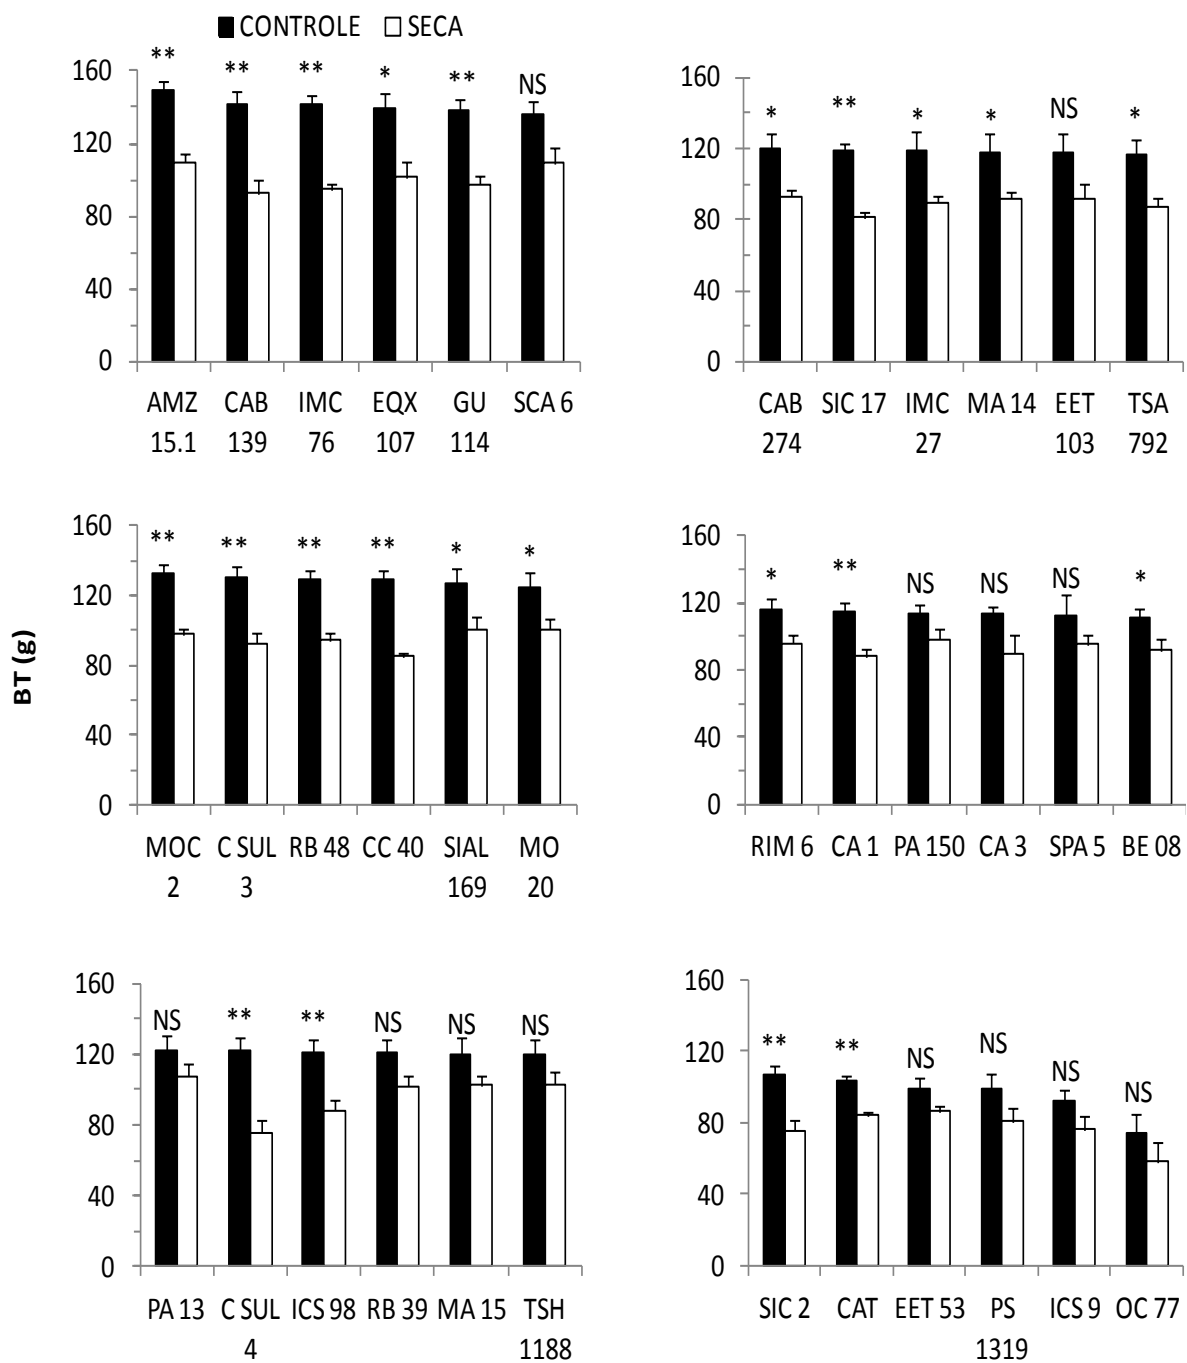 CONTROLE SECA
** ** ** * ** NS
160
120
80
40
0
AMZ CAB IMC EQX GU SCA 6
15.1 139 76 107 114
* ** * * NS *
160
120
80
40
0
CAB SIC 17 IMC MA 14 EET TSA
274 27 103 792
BT (g)
** ** ** ** * *
160
120
80
40
0
MOC C SUL RB 48 CC 40 SIAL MO
2 3 169 20
* ** NS NS NS *
160
120
80
40
0
RIM 6 CA 1 PA 150 CA 3 SPA 5 BE 08
NS ** ** NS NS NS
160
120
80
40
0
PA 13 C SUL ICS 98 RB 39 MA 15 TSH
4 1188
** ** NS NS NS NS
160
120
80
40
0
SIC 2 CAT EET 53 PS ICS 9 OC 77
1319